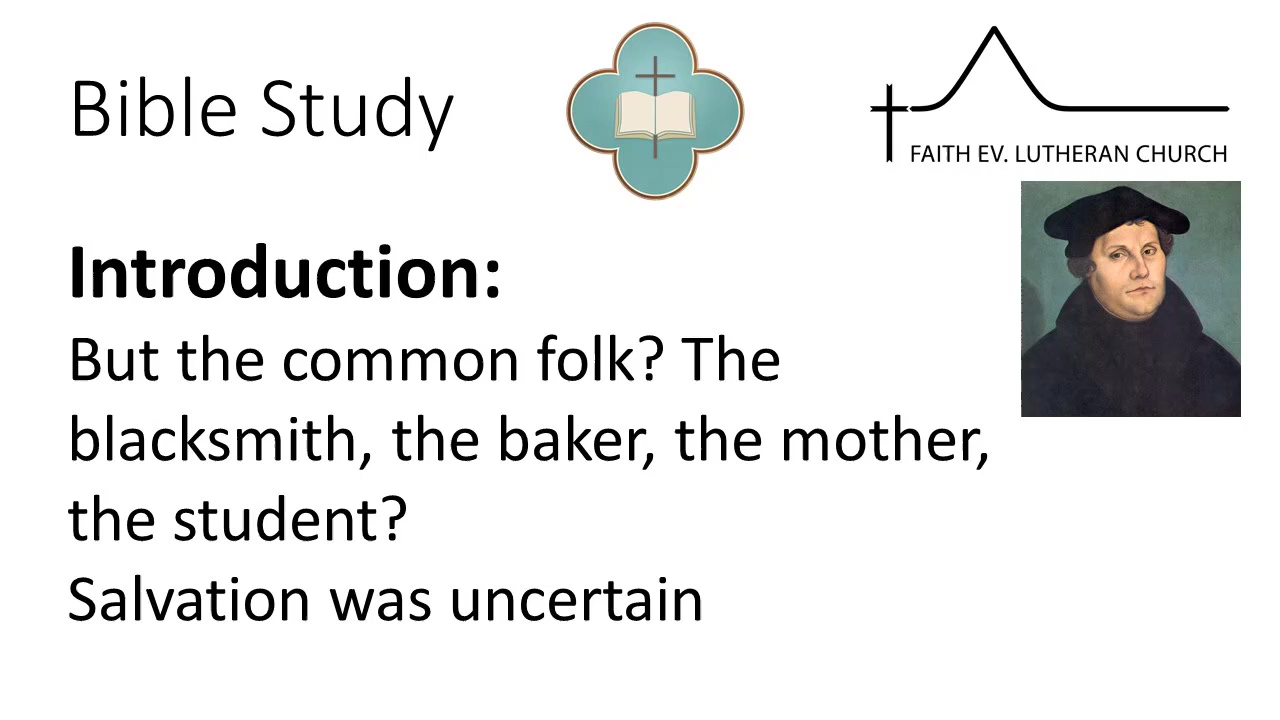 Bible Study
FAITH EV. LUTHERAN CHURCH
Introduction:
But the common folk? The
blacksmith, the baker, the mother,
the student?
Salvation was uncertain